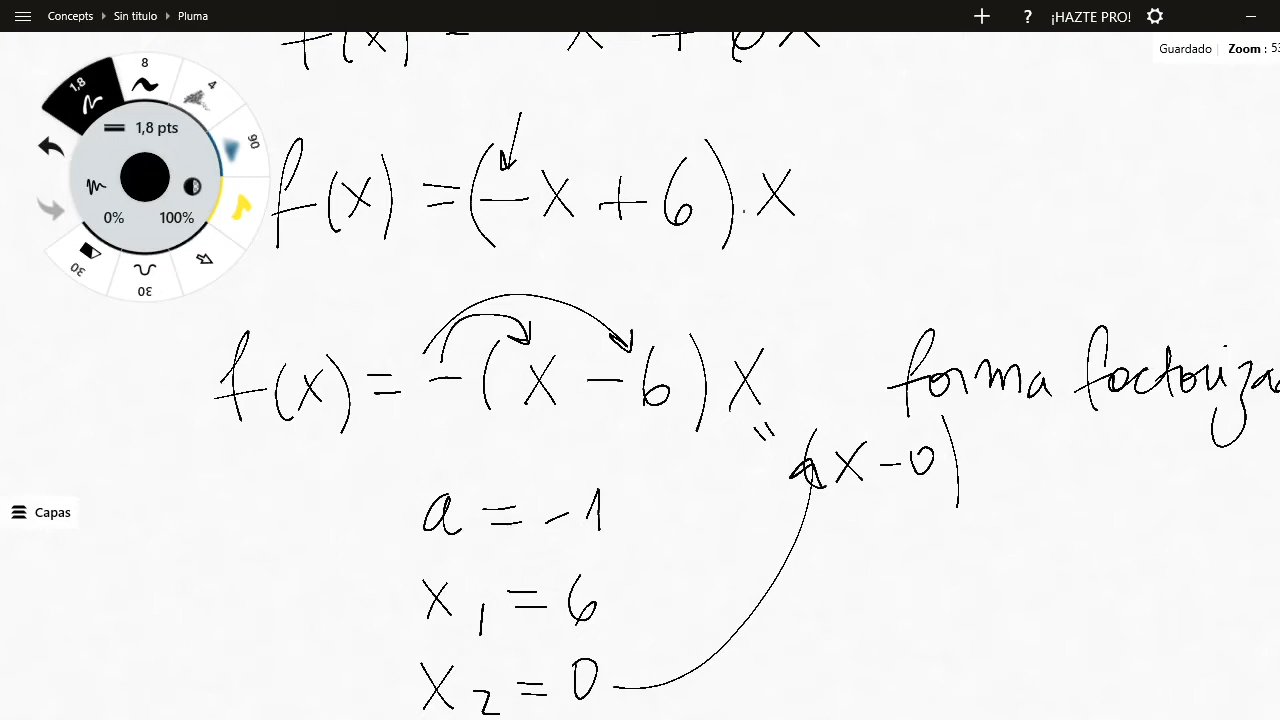 Concepts › Sin título › Pluma + ? ¡HAZTE PRO!
Guardado Zoom : 53
8
1,8
4
90
30
30
1,8 pts
0% 100%
f(x) = (-x+6).x
f(x) = -(x-6)x forma factoriza
" (x-0)
a = -1
x₁ = 6
x₂ = 0
Capas